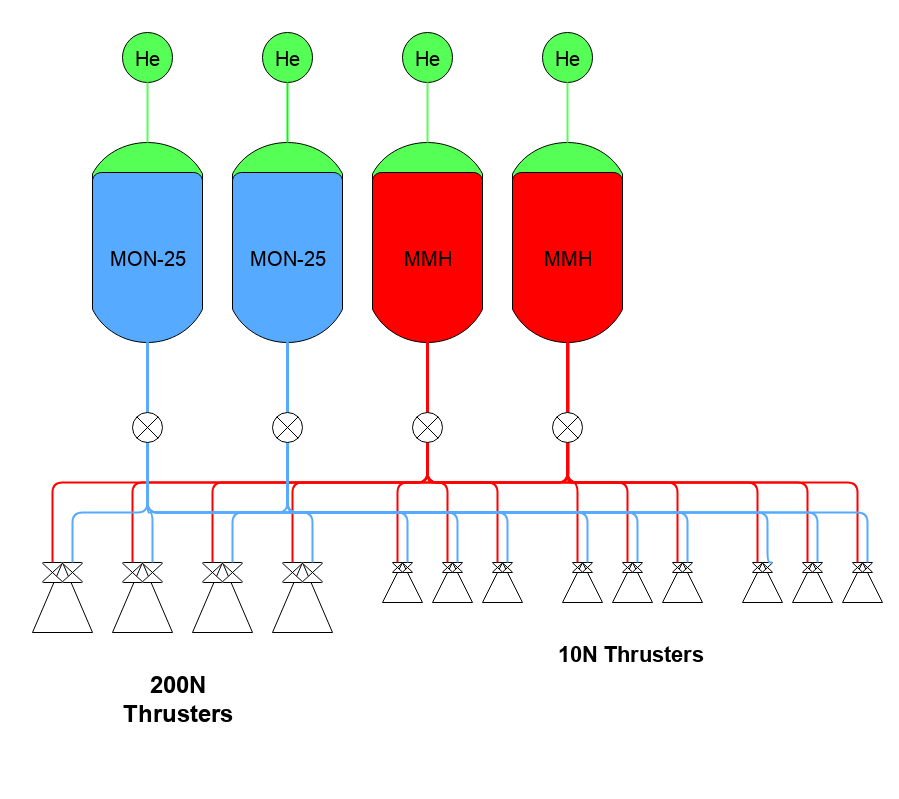 He
He
He
He
MON-25
MON-25
MMH
MMH
10N Thrusters
200N
Thrusters